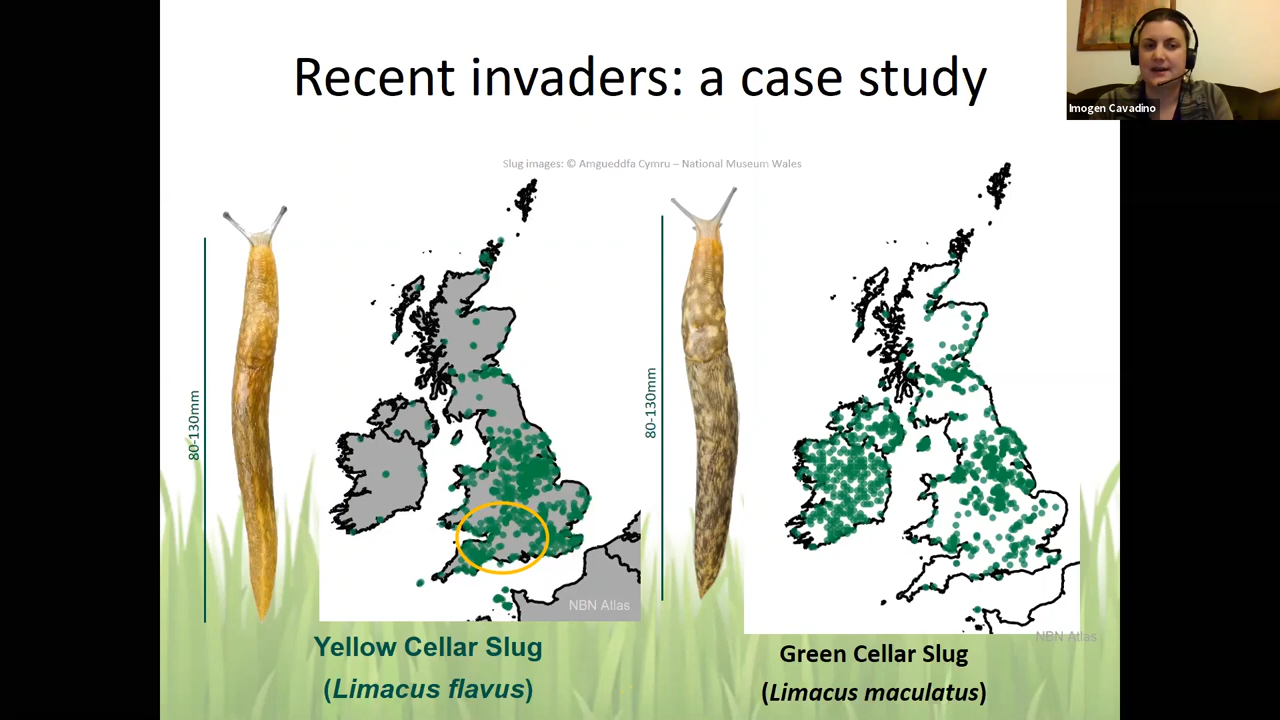 Recent invaders: a case study
Imogen Cavadino
Slug images: © Amgueddfa Cymru – National Museum Wales
80-130mm
NBN Atlas
Yellow Cellar Slug
(Limacus flavus)
80-130mm
NBN Atlas
Green Cellar Slug
(Limacus maculatus)